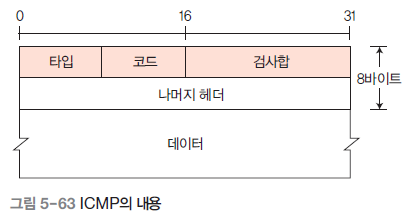 0 16 31
타입 코드 검사합
8바이트
나머지 헤더
데이터
그림 5-63 ICMP의 내용